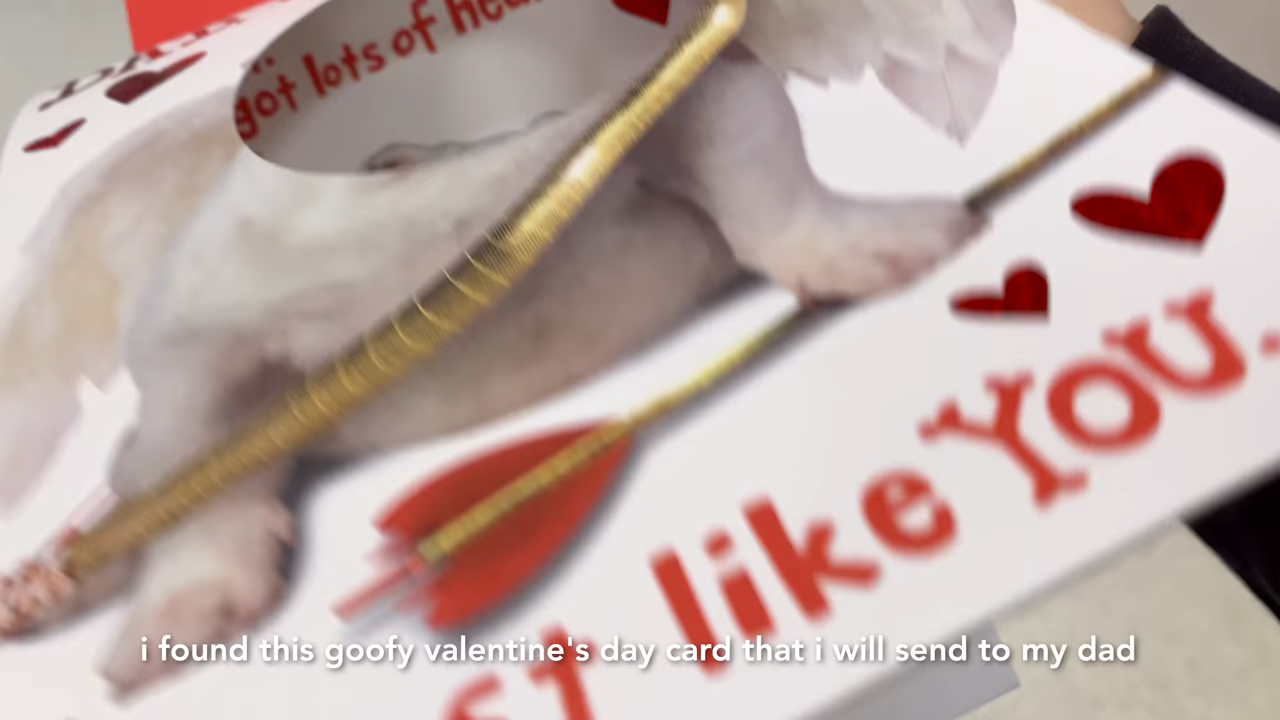 got lots of
like YOU.
i found this goofy valentine's day card that i will send to my dad